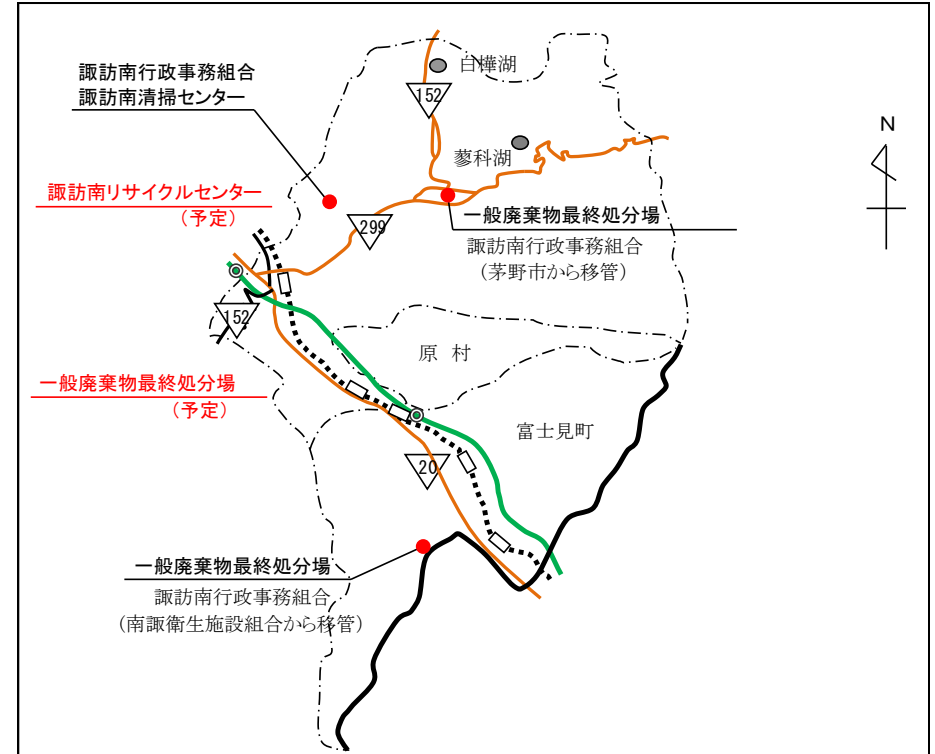 白樺湖
諏訪南行政事務組合
諏訪南清掃センター
152
N
蓼科湖
諏訪南リサイクルセンター
(予定)
一般廃棄物最終処分場
諏訪南行政事務組合
(茅野市から移管)
299
152
原 村
一般廃棄物最終処分場
(予定)
富士見町
20
一般廃棄物最終処分場
諏訪南行政事務組合
(南諏衛生施設組合から移管)